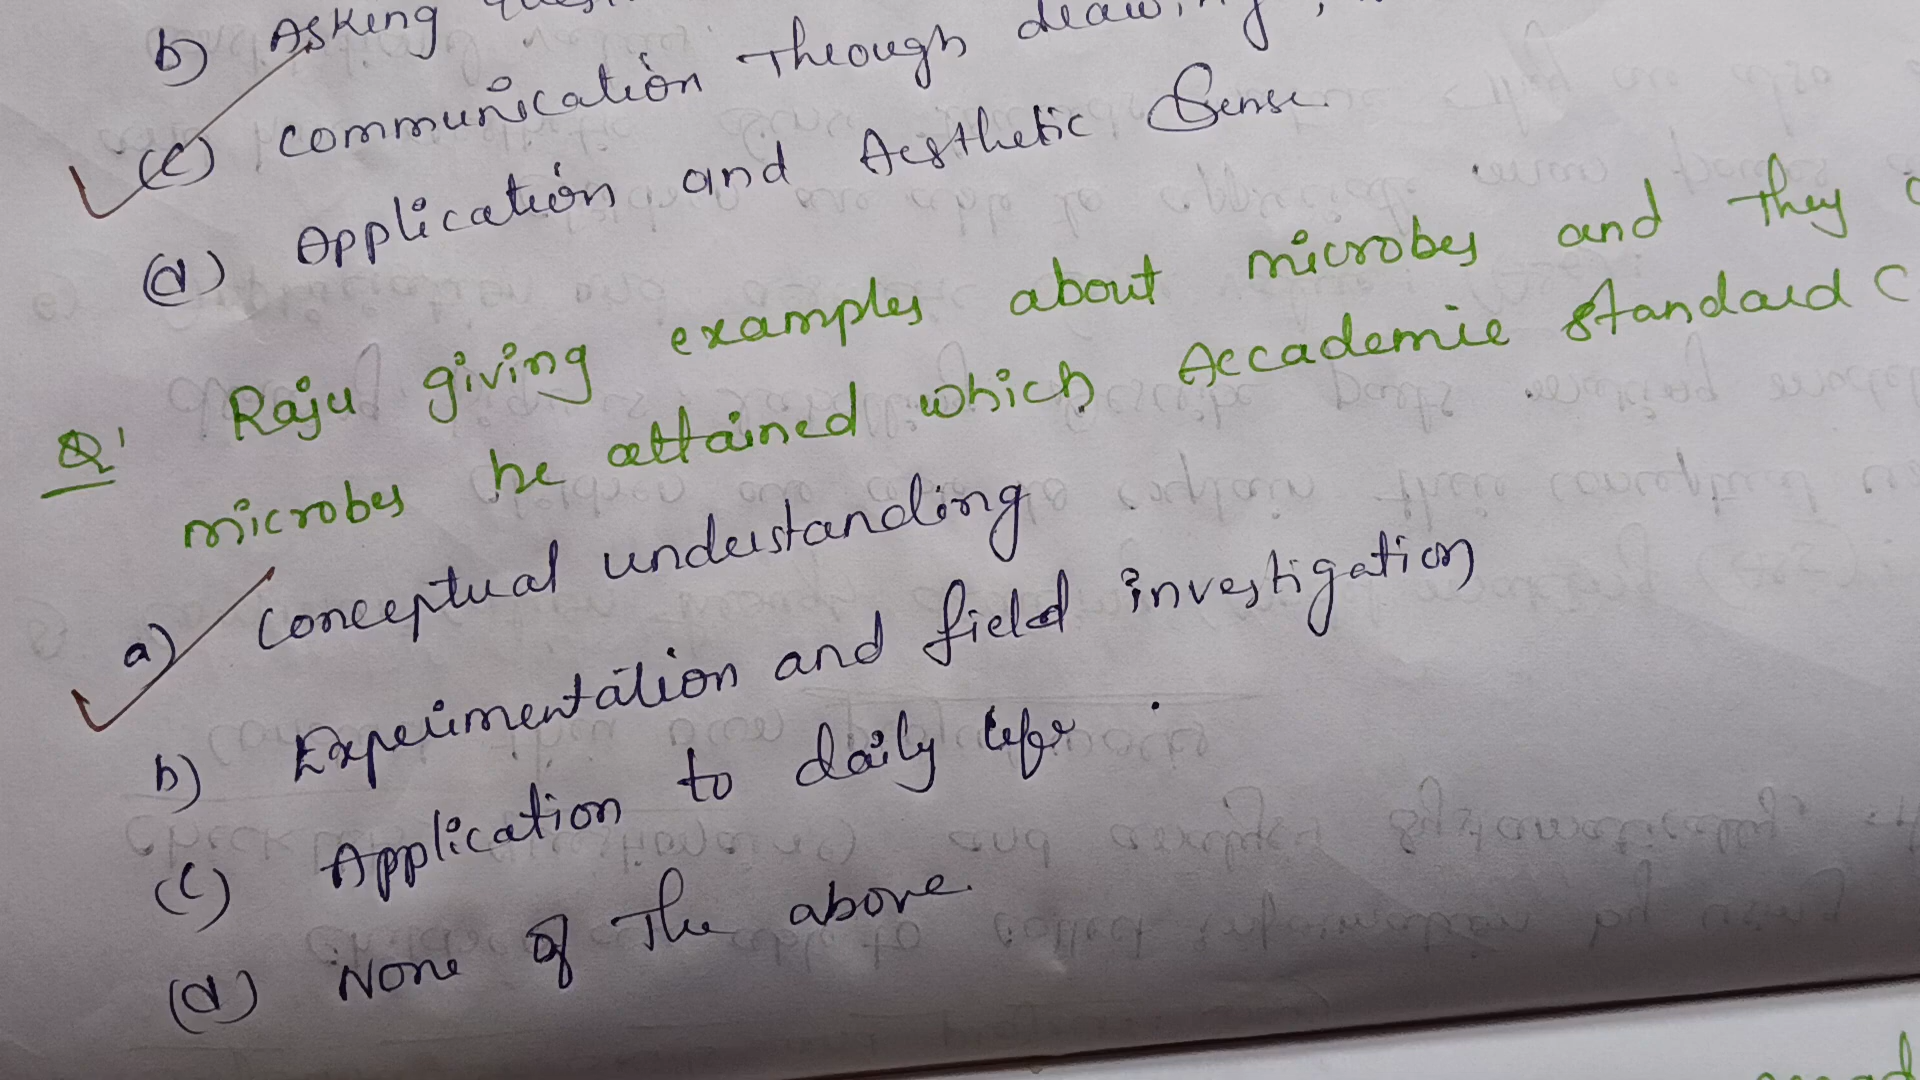 b) Asking
(c) communication Through
(d) Application and Aesthetic Sense.
Q' Raju giving examples about microbes and They
microbes he attained which Accademic standard (
a) Conceptual understanding
b) Experimentation and field investigation
(c) Application to daily life.
(d) None of The above.